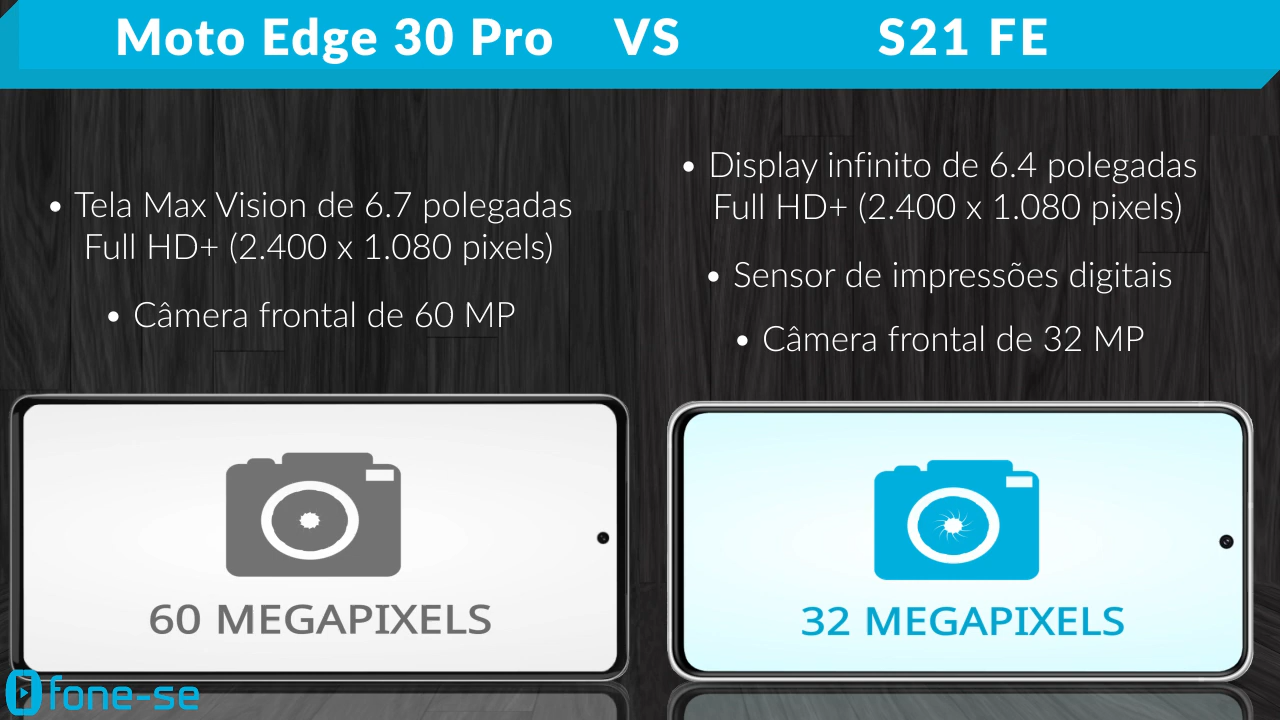 Moto Edge 30 Pro VS S21 FE
• Tela Max Vision de 6.7 polegadas
Full HD+ (2.400 x 1.080 pixels)
• Câmera frontal de 60 MP
• Display infinito de 6.4 polegadas
Full HD+ (2.400 x 1.080 pixels)
• Sensor de impressões digitais
• Câmera frontal de 32 MP
60 MEGAPIXELS
32 MEGAPIXELS
fone-se